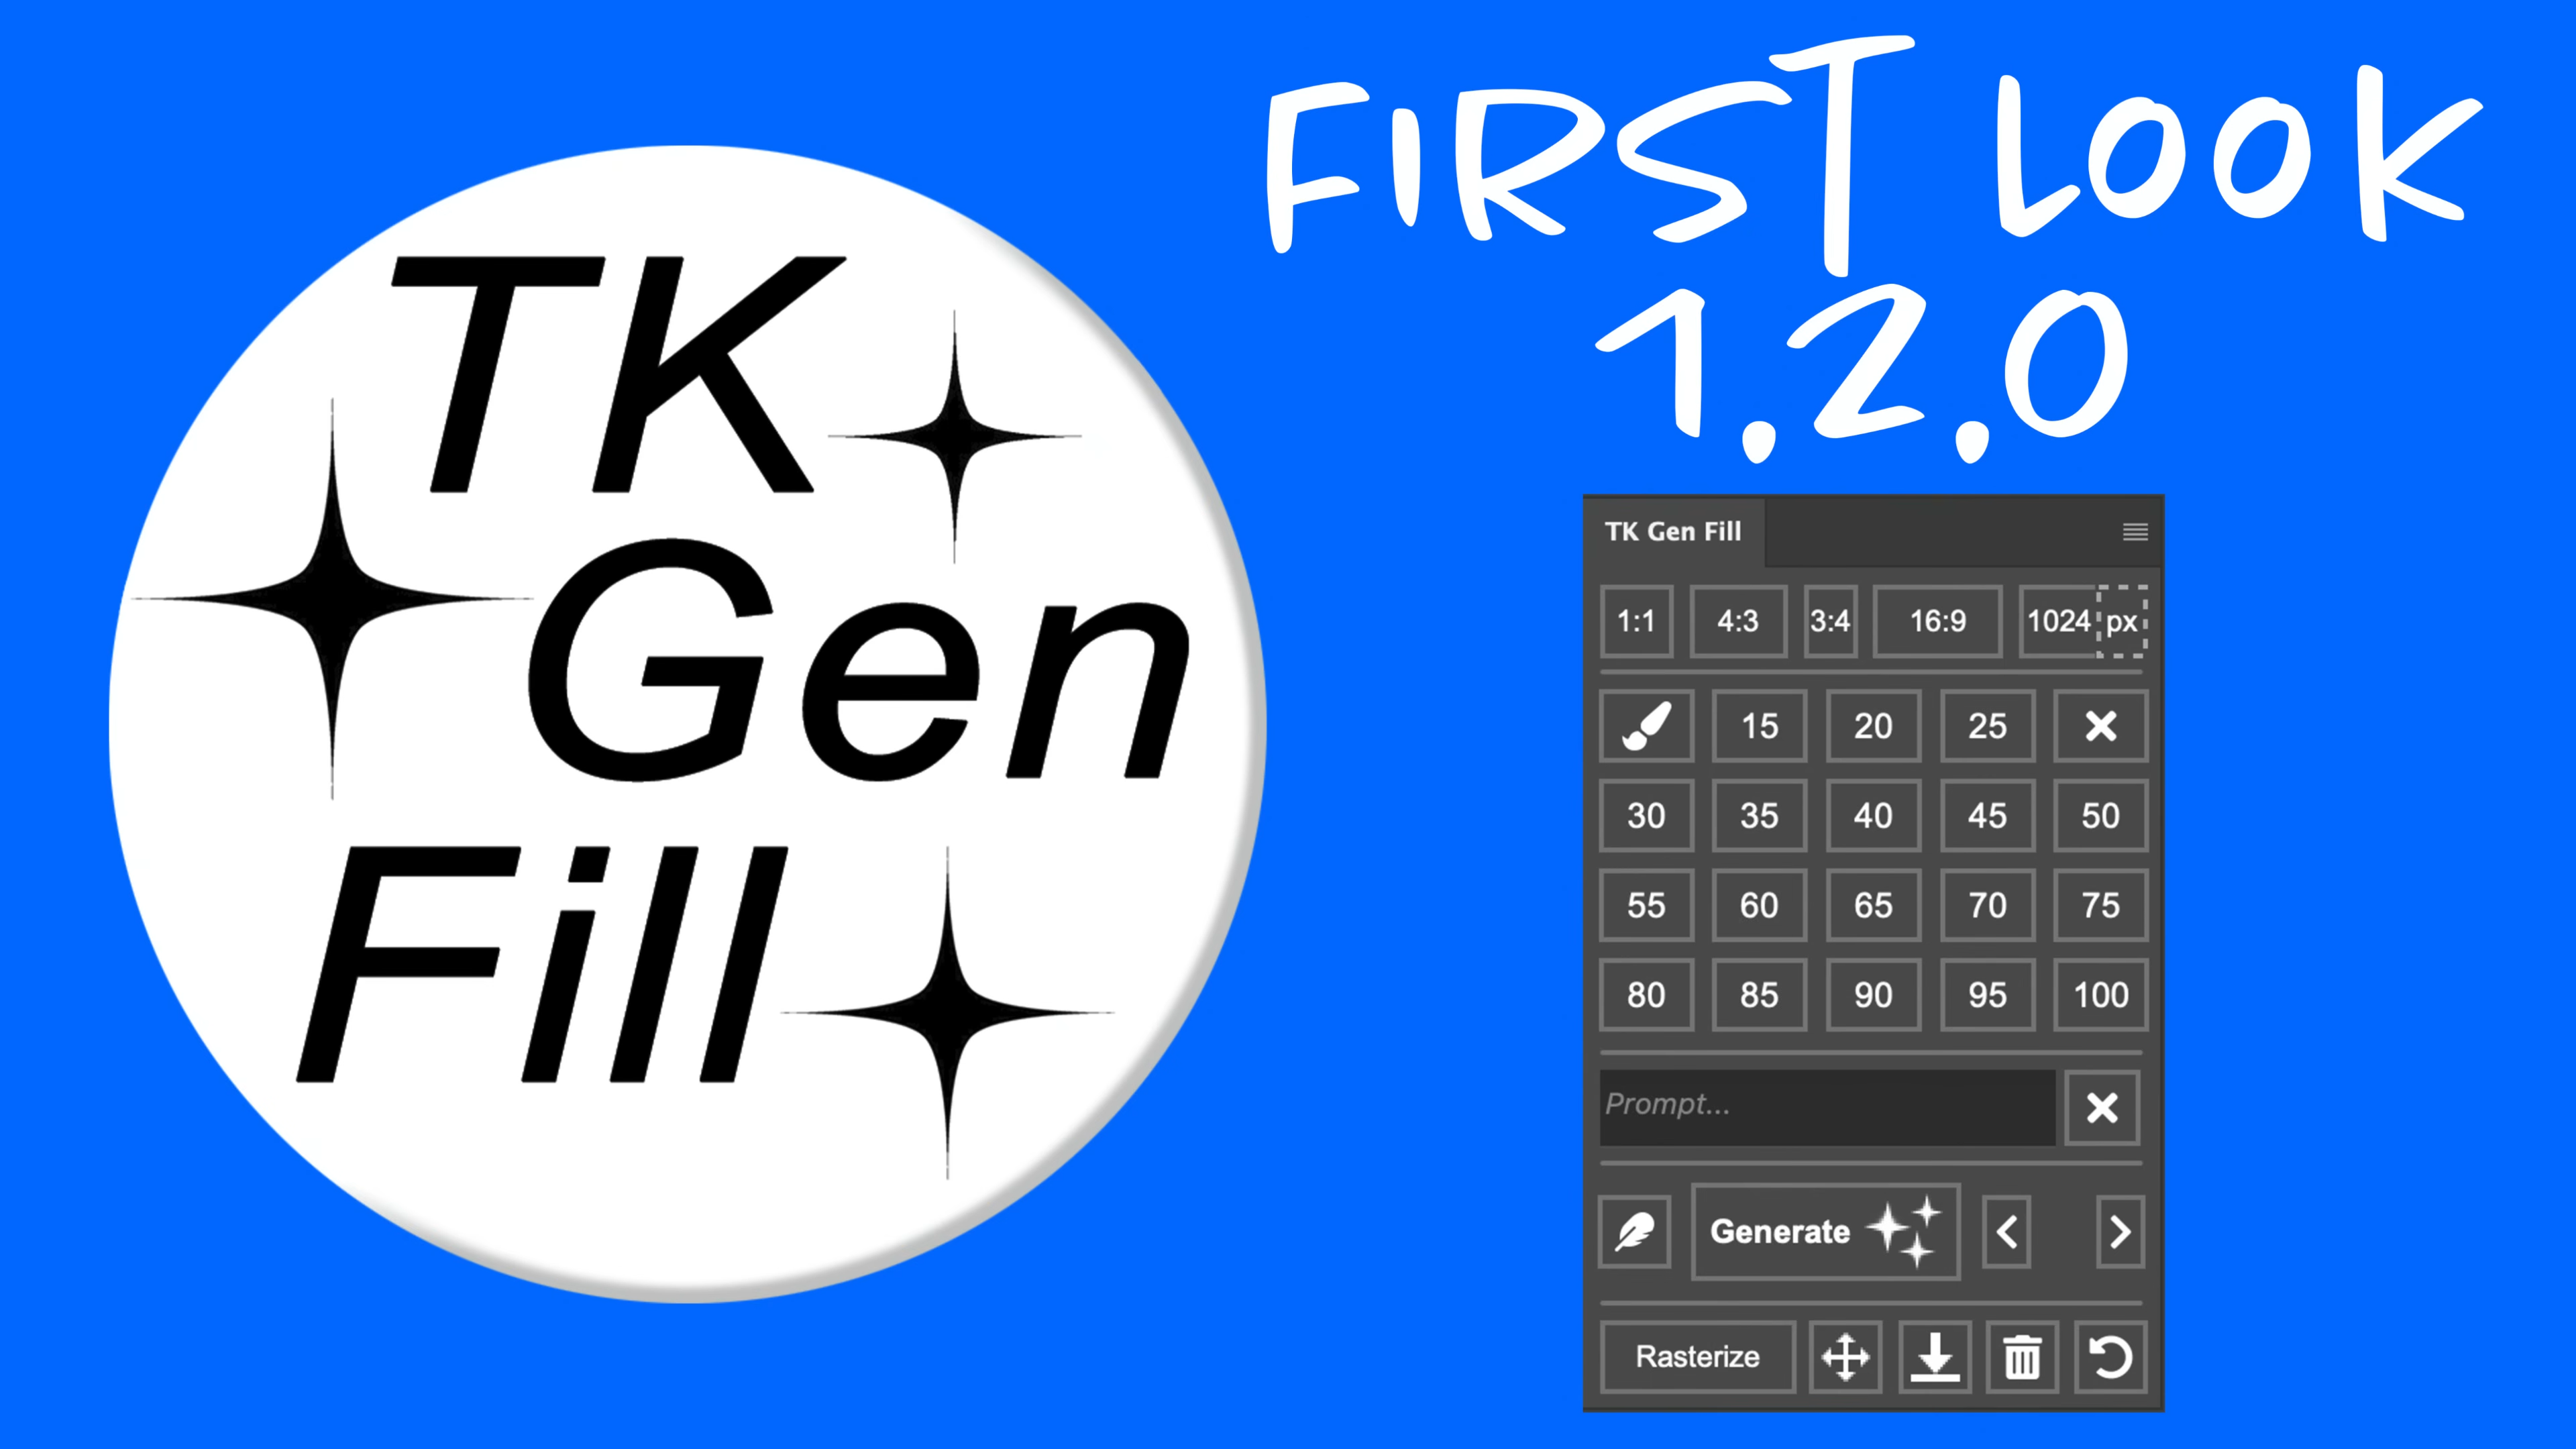 TK
Gen
Fill
FIRST LOOK
1.2.0
TK Gen Fill
1:1 4:3 3:4 16:9 1024 px
15 20 25
30 35 40 45 50
55 60 65 70 75
80 85 90 95 100
Prompt...
Generate
Rasterize